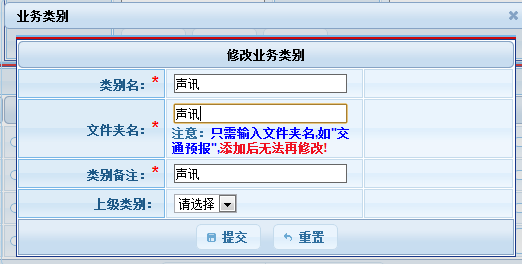 业务类别
修改业务类别
类别名：* 声讯
文件夹名：* 声讯
注意：只需输入文件夹名,如"交
通预报",添加后无法再修改!
类别备注：* 声讯
上级类别： 请选择
提交 重置